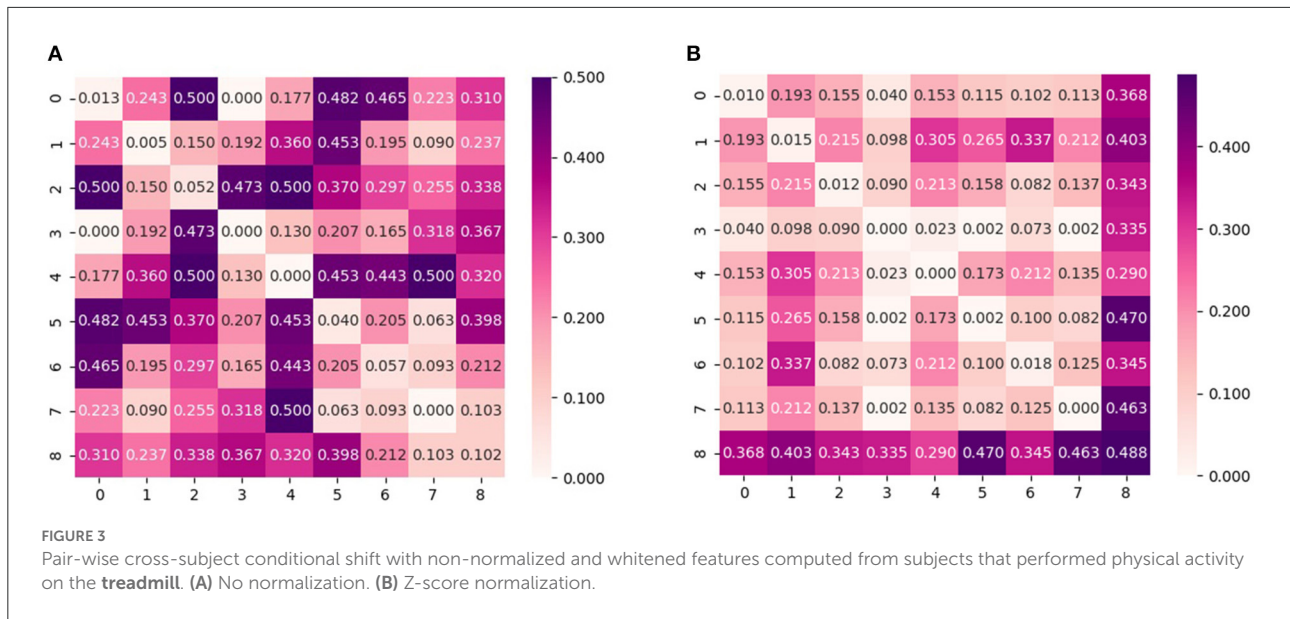 A
B
0 0.013 0.243 0.500 0.000 0.177 0.482 0.465 0.223 0.310
1 0.243 0.005 0.150 0.192 0.360 0.453 0.195 0.090 0.237
2 0.500 0.150 0.052 0.473 0.500 0.370 0.297 0.255 0.338
3 0.000 0.192 0.473 0.000 0.130 0.207 0.165 0.318 0.367
4 0.177 0.360 0.500 0.130 0.000 0.453 0.443 0.500 0.320
5 0.482 0.453 0.370 0.207 0.453 0.040 0.205 0.063 0.398
6 0.465 0.195 0.297 0.165 0.443 0.205 0.057 0.093 0.212
7 0.223 0.090 0.255 0.318 0.500 0.063 0.093 0.000 0.103
8 0.310 0.237 0.338 0.367 0.320 0.398 0.212 0.103 0.102
0 1 2 3 4 5 6 7 8
0.500
0.400
0.300
0.200
0.100
0.000
0 0.010 0.193 0.155 0.040 0.153 0.115 0.102 0.113 0.368
1 0.193 0.015 0.215 0.098 0.305 0.265 0.337 0.212 0.403
2 0.155 0.215 0.012 0.090 0.213 0.158 0.082 0.137 0.343
3 0.040 0.098 0.090 0.000 0.023 0.002 0.073 0.002 0.335
4 0.153 0.305 0.213 0.023 0.000 0.173 0.212 0.135 0.290
5 0.115 0.265 0.158 0.002 0.173 0.002 0.100 0.082 0.470
6 0.102 0.337 0.082 0.073 0.212 0.100 0.018 0.125 0.345
7 0.113 0.212 0.137 0.002 0.135 0.082 0.125 0.000 0.463
8 0.368 0.403 0.343 0.335 0.290 0.470 0.345 0.463 0.488
0 1 2 3 4 5 6 7 8
0.400
0.300
0.200
0.100
0.000
FIGURE 3
Pair-wise cross-subject conditional shift with non-normalized and whitened features computed from subjects that performed physical activity
on the treadmill. (A) No normalization. (B) Z-score normalization.